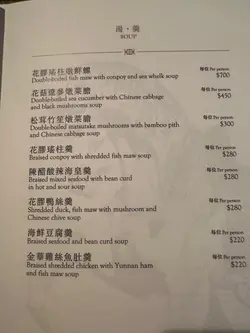 湯·羹
SOUP
花膠瑤柱燉鮮螺 每位 Per person
Double-boiled fish maw with conpoy and sea whelk soup $700
花菇遼參燉菜膽 每位 Per person
Double-boiled sea cucumber with Chinese cabbage $450
and black mushrooms soup
松茸竹笙燉菜膽 每位 Per person
Double-boiled matsutake mushrooms with bamboo pith $300
and Chinese cabbage soup
花膠瑤柱羹 每位 Per person
Braised conpoy with shredded fish maw soup $280
陳醋酸辣海皇羹 每位 Per person
Braised mixed seafood with bean curd $280
in hot and sour soup
花膠鴨絲羹 每位 Per person
Shredded duck, fish maw with mushroom and $280
Chinese chive soup
海鮮豆腐羹 每位 Per person
Braised seafood and bean curd soup $220
金華雞絲魚肚羹 每位 Per person
Braised shredded chicken with Yunnan ham $220
and fish maw soup